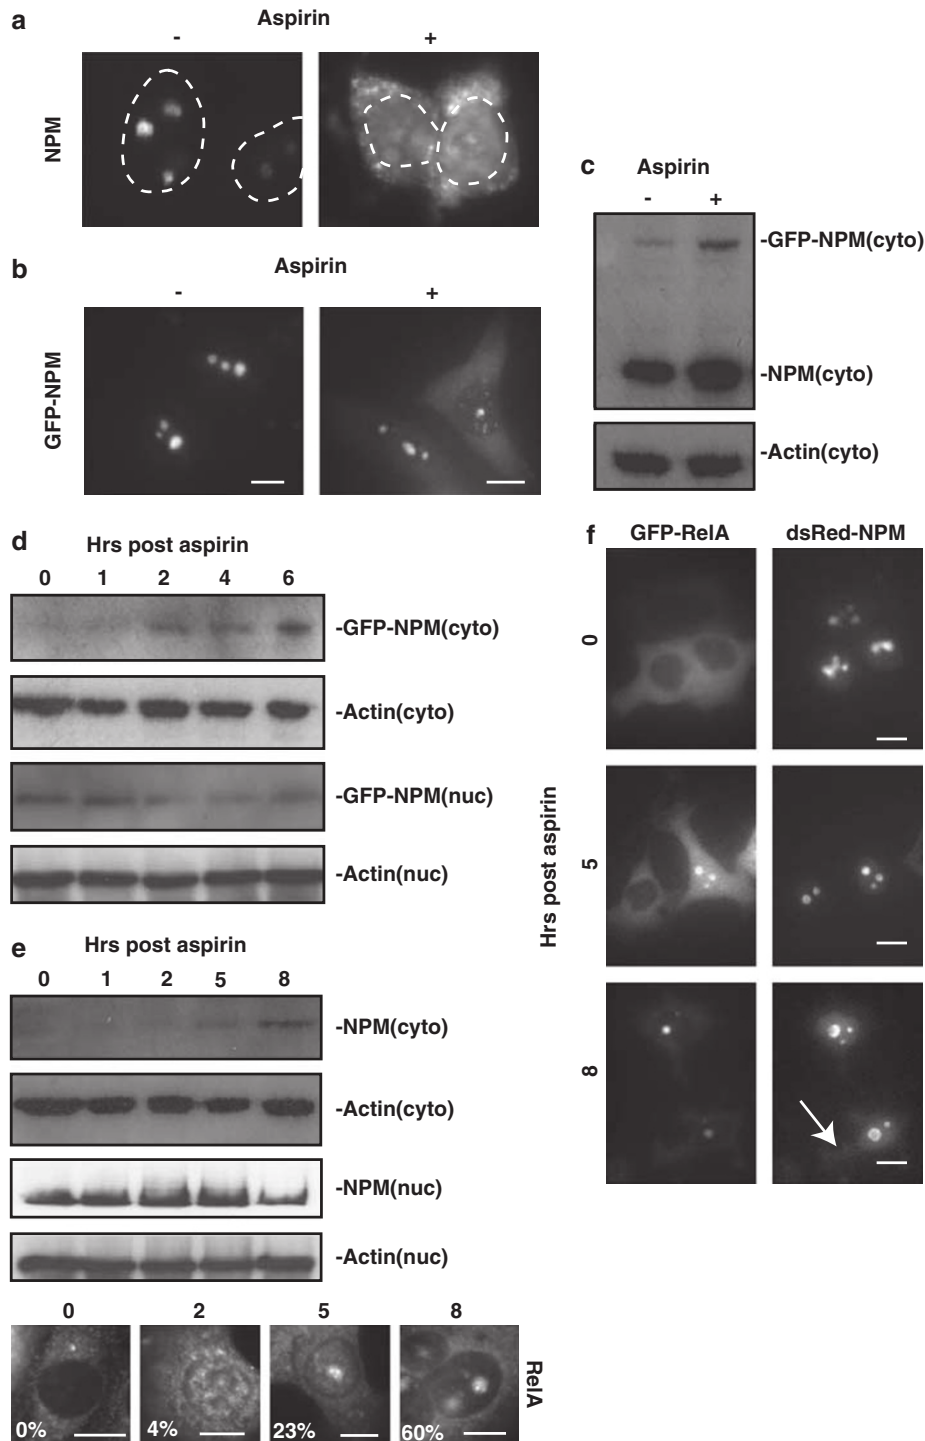 a
Aspirin
- +
NPM
b
Aspirin
- +
GFP-NPM
c
Aspirin
- +
-GFP-NPM(cyto)
-NPM(cyto)
-Actin(cyto)
d
Hrs post aspirin
0 1 2 4 6
-GFP-NPM(cyto)
-Actin(cyto)
-GFP-NPM(nuc)
-Actin(nuc)
e
Hrs post aspirin
0 1 2 5 8
-NPM(cyto)
-Actin(cyto)
-NPM(nuc)
-Actin(nuc)
0 2 5 8
0% 4% 23% 60%
RelA
f
GFP-RelA dsRed-NPM
Hrs post aspirin
0
5
8